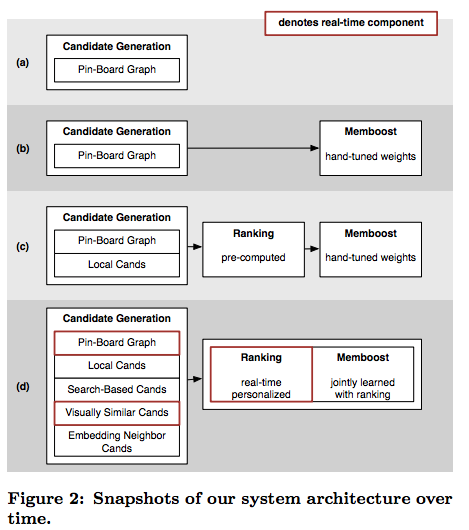 denotes real-time component
(a)
Candidate Generation
Pin-Board Graph
(b)
Candidate Generation
Pin-Board Graph
Memboost
hand-tuned weights
(c)
Candidate Generation
Pin-Board Graph
Local Cands
Ranking
pre-computed
Memboost
hand-tuned weights
(d)
Candidate Generation
Pin-Board Graph
Local Cands
Search-Based Cands
Visually Similar Cands
Embedding Neighbor
Cands
Ranking
real-time
personalized
Memboost
jointly learned
with ranking
Figure 2: Snapshots of our system architecture over
time.